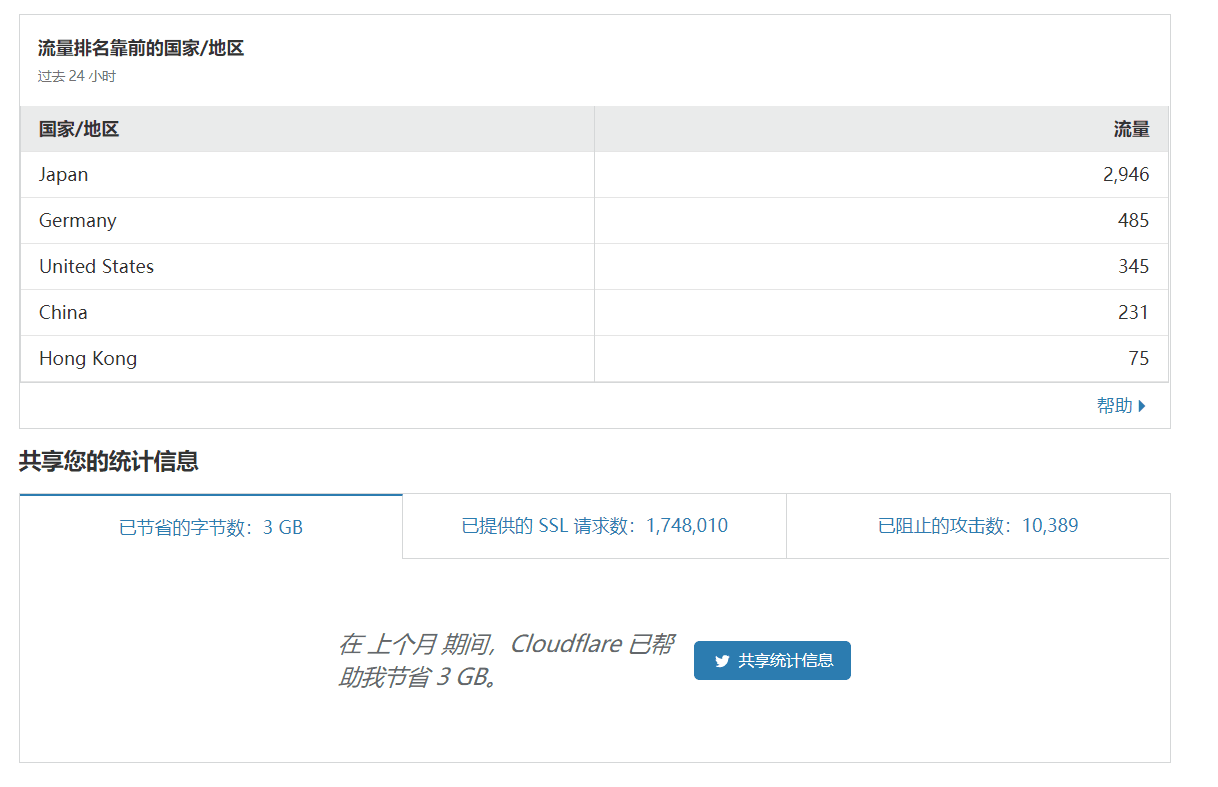 流量排名靠前的国家/地区
过去 24 小时
国家/地区 流量
Japan 2,946
Germany 485
United States 345
China 231
Hong Kong 75
帮助
共享您的统计信息
已节省的字节数：3 GB 已提供的 SSL 请求数：1,748,010 已阻止的攻击数：10,389
在 上个月 期间，Cloudflare 已帮
助我节省 3 GB。
共享统计信息